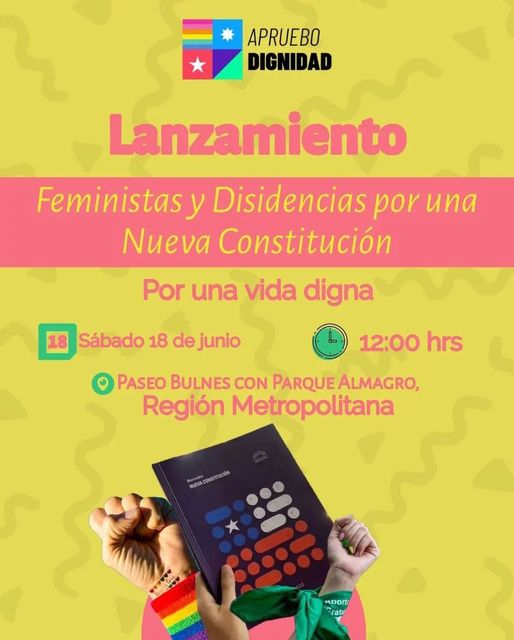 APRUEBO
DIGNIDAD
Lanzamiento
Feministas y Disidencias por una
Nueva Constitución
Por una vida digna
18 Sábado 18 de junio
12:00 hrs
PASEO BULNES CON PARQUE ALMAGRO,
Región Metropolitana
Borrador
NUEVA CONSTITUCIÓN